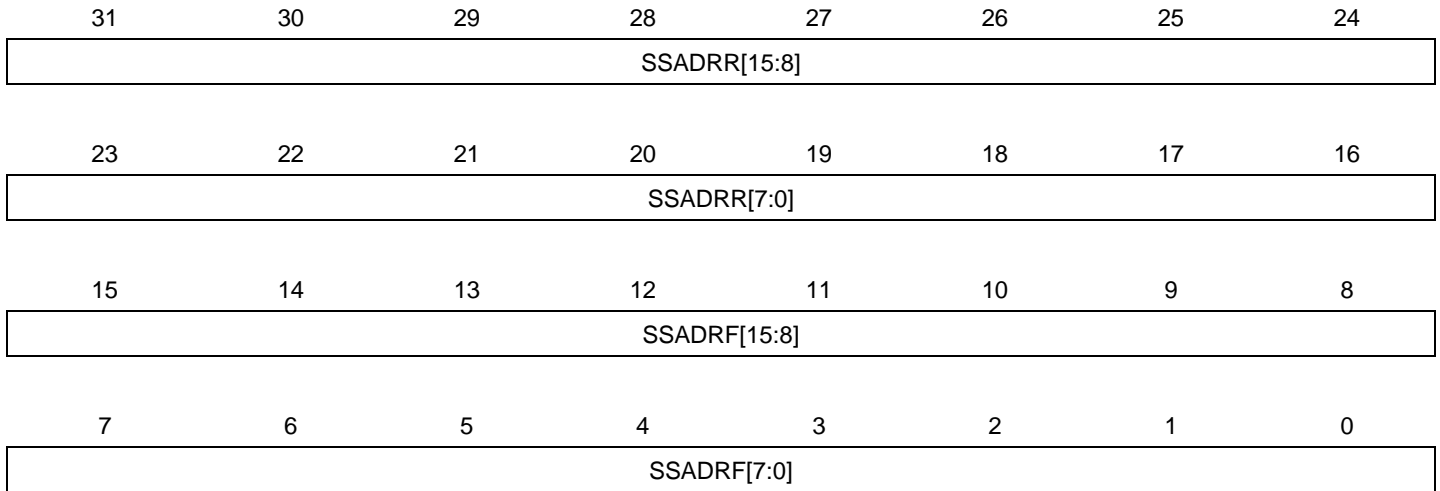 31 30 29 28 27 26 25 24
SSADRR[15:8]
23 22 21 20 19 18 17 16
SSADRR[7:0]
15 14 13 12 11 10 9 8
SSADRF[15:8]
7 6 5 4 3 2 1 0
SSADRF[7:0]